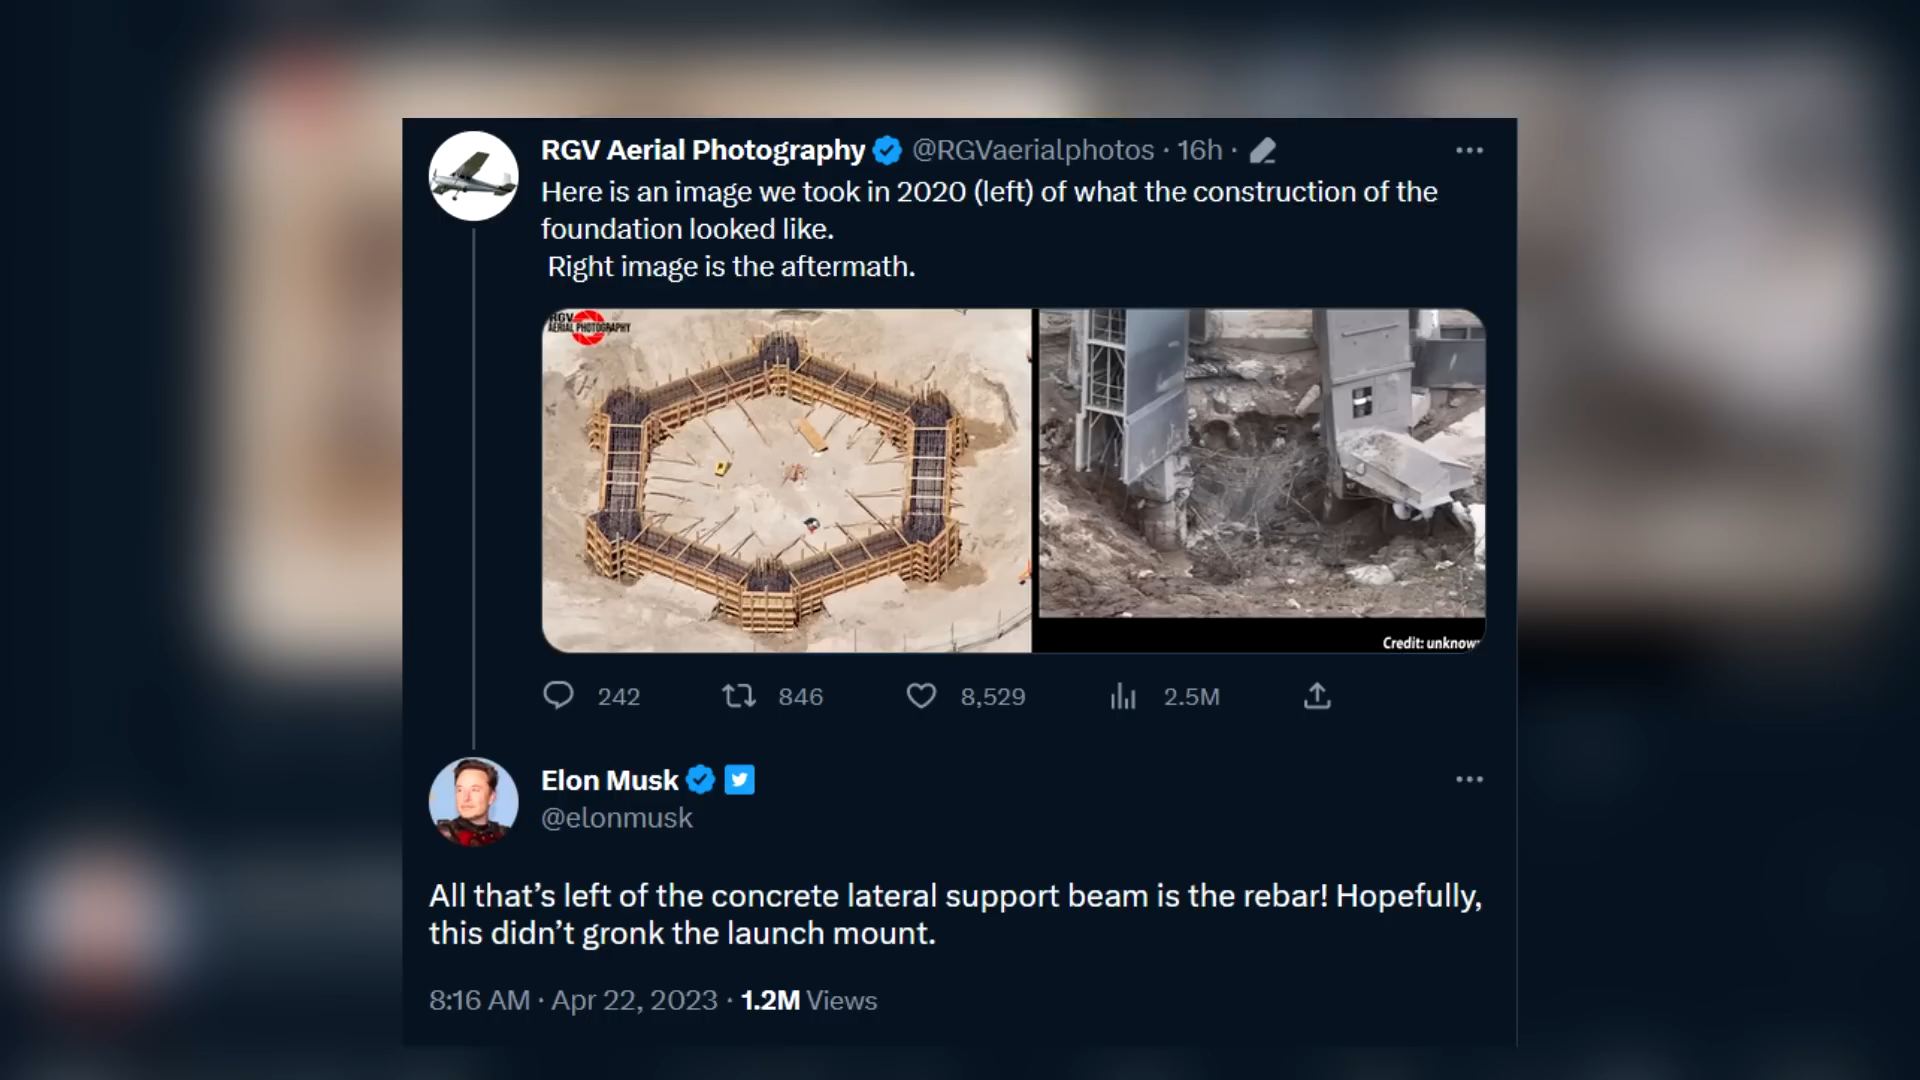 RGV Aerial Photography @RGVaerialphotos · 16h ·
Here is an image we took in 2020 (left) of what the construction of the
foundation looked like.
Right image is the aftermath.
RGV
AERIAL PHOTOGRAPHY
Credit: unknow
242 846 8,529 2.5M
Elon Musk
@elonmusk
All that’s left of the concrete lateral support beam is the rebar! Hopefully,
this didn’t gronk the launch mount.
8:16 AM · Apr 22, 2023 · 1.2M Views